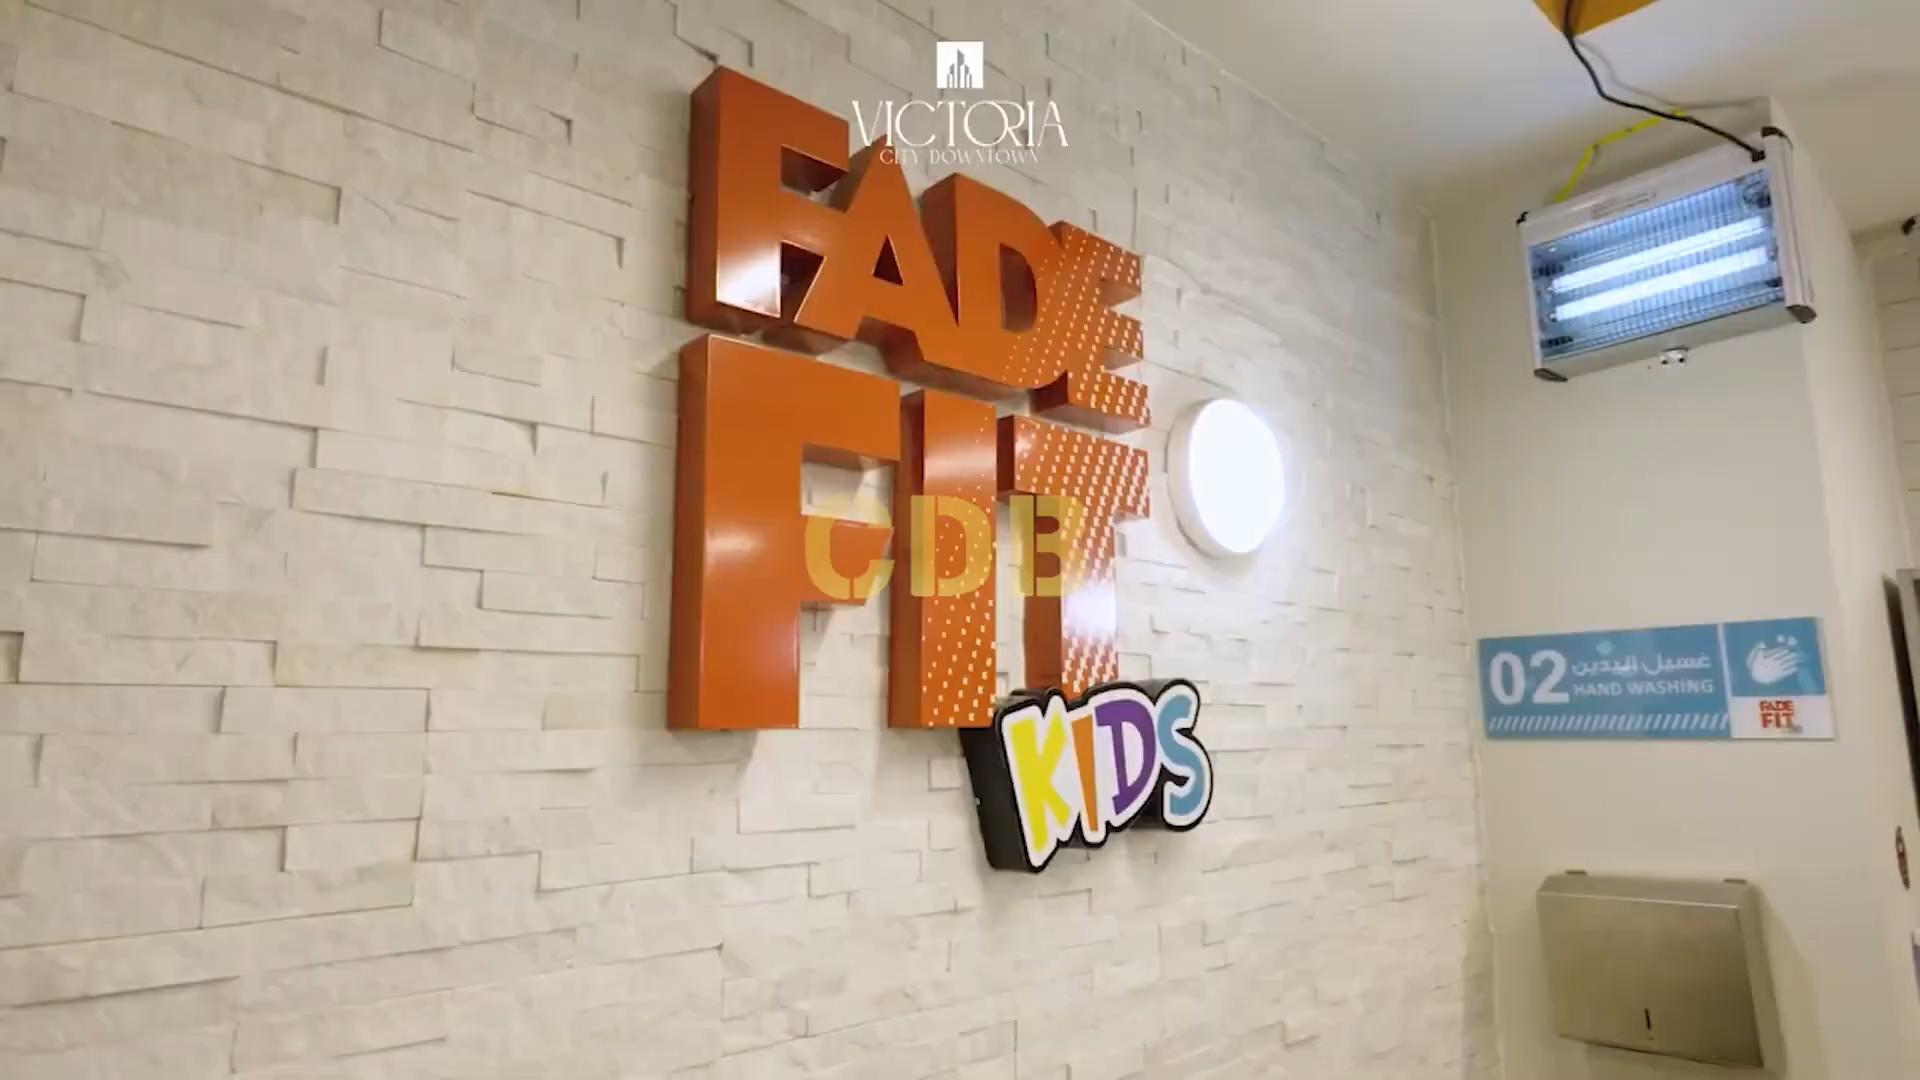 VICTORIA
CITY DOWNTOWN
FADE
FIT
CDB
KIDS
02
غسيل اليدين
HAND WASHING
FADE
FIT